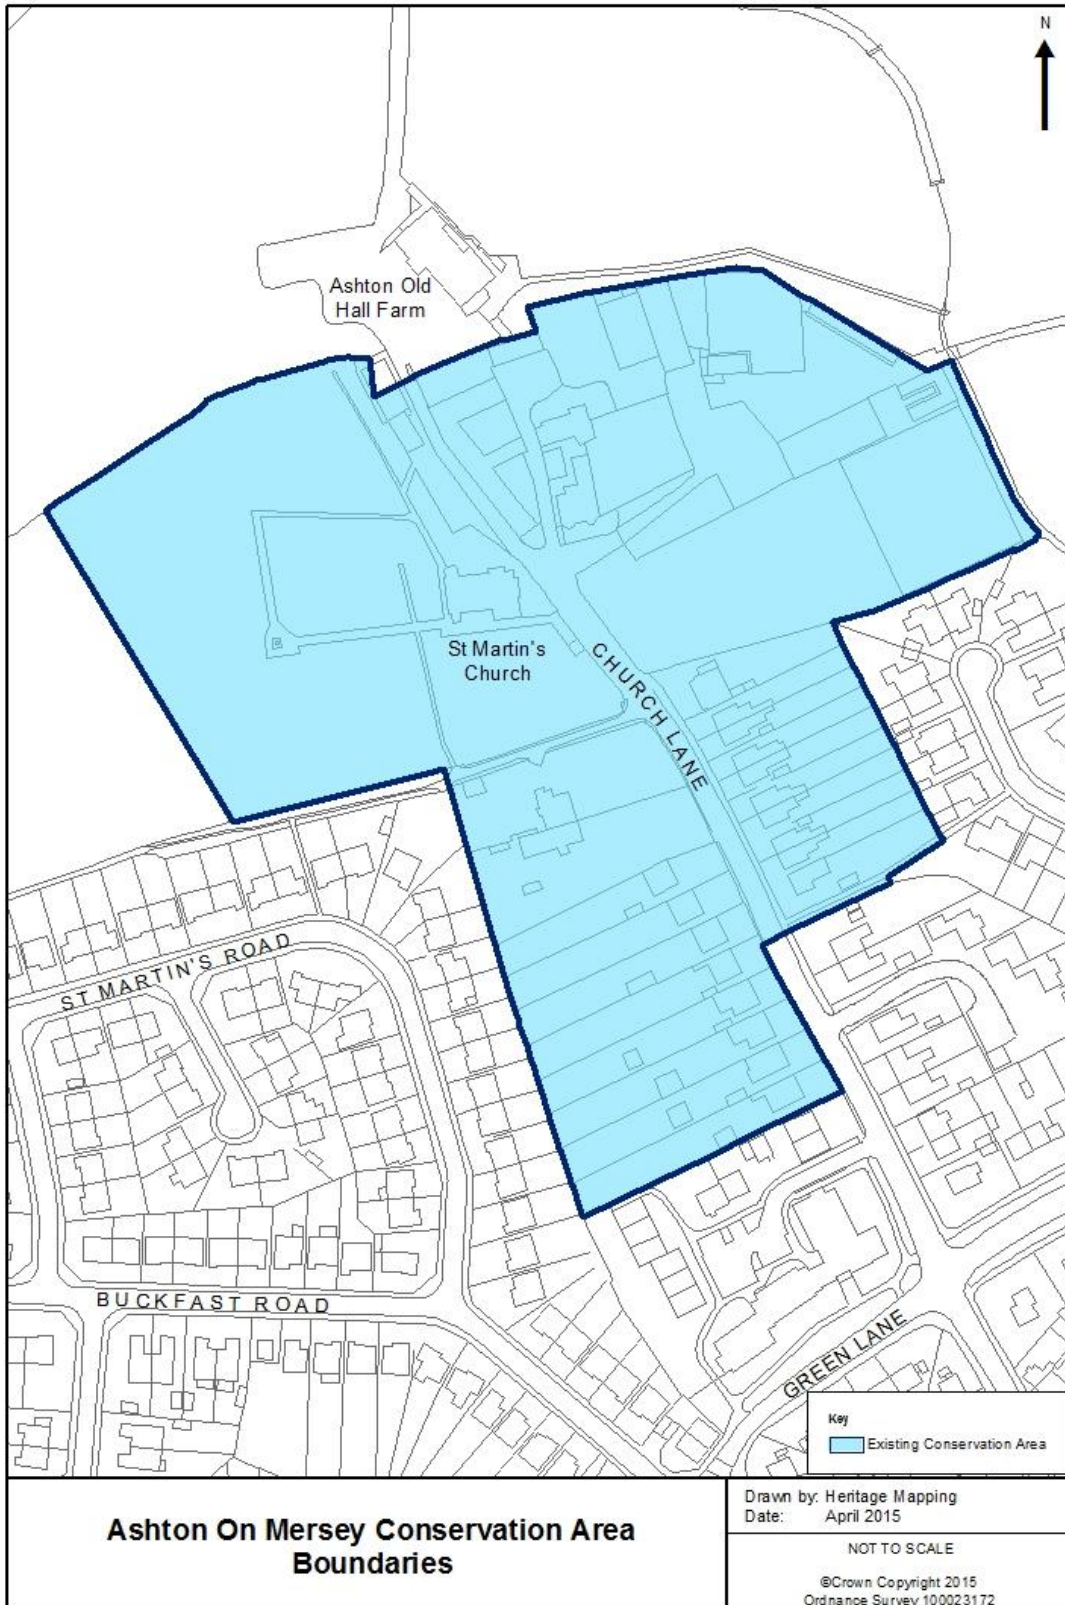 N
Ashton Old
Hall Farm
St Martin's
Church
CHURCH LANE
ST MARTIN'S ROAD
BUCKFAST ROAD
GREEN LANE
Key
Existing Conservation Area
Ashton On Mersey Conservation Area
Boundaries
Drawn by: Heritage Mapping
Date: April 2015
NOT TO SCALE
©Crown Copyright 2015
Ordnance Survey 100023172